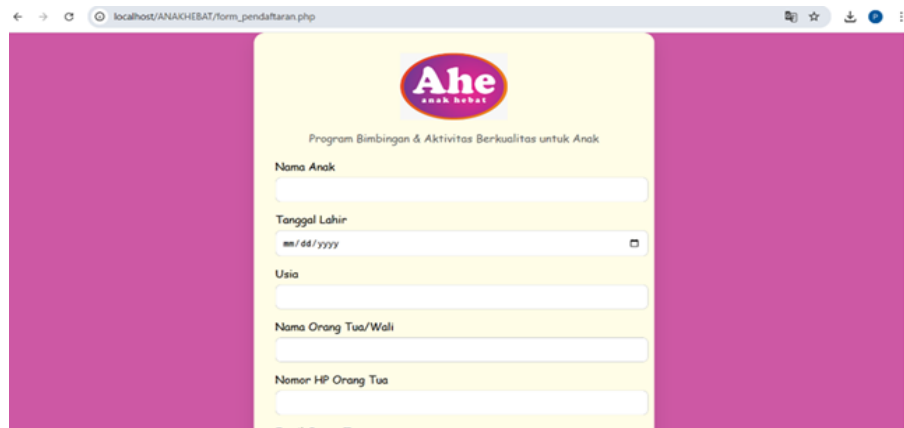 localhost/ANAKHEBAT/form_pendaftaran.php
P
Ahe
anak hebat
Program Bimbingan & Aktivitas Berkualitas untuk Anak
Nama Anak
Tanggal Lahir
mm/dd/yyyy
Usia
Nama Orang Tua/Wali
Nomor HP Orang Tua